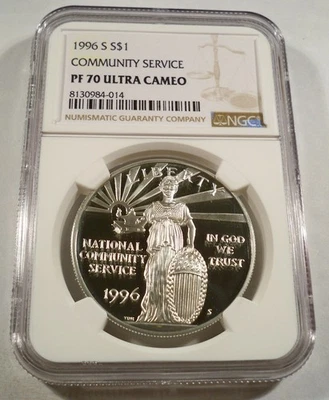 1996 S S$1
COMMUNITY SERVICE
PF 70 ULTRA CAMEO
8130984-014
NUMISMATIC GUARANTY COMPANY
NGC
LIBERTY
NATIONAL
COMMUNITY
SERVICE
IN GOD
WE
TRUST
1996
S